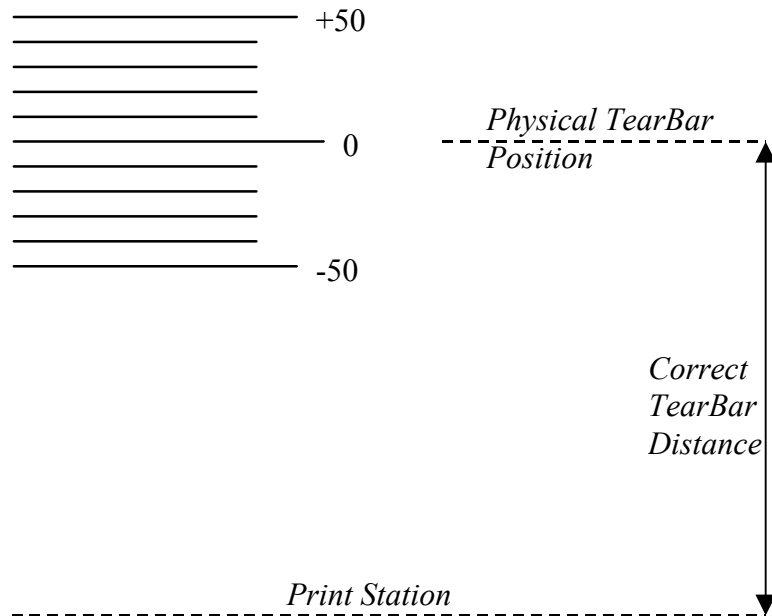 +50
Physical TearBar
0
Position
-50
Correct
TearBar
Distance
Print Station